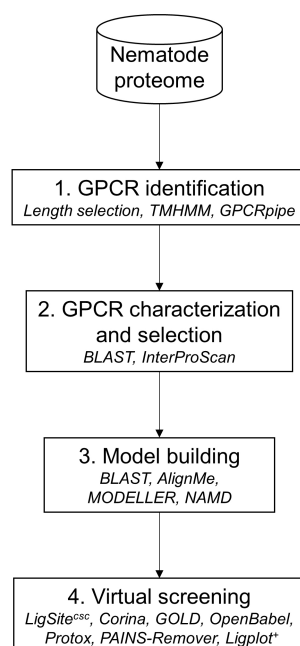 Nematode
proteome
1. GPCR identification
Length selection, TMHMM, GPCRpipe
2. GPCR characterization
and selection
BLAST, InterProScan
3. Model building
BLAST, AlignMe,
MODELLER, NAMD
4. Virtual screening
LigSiteᶜˢᶜ, Corina, GOLD, OpenBabel,
Protox, PAINS-Remover, Ligplot⁺